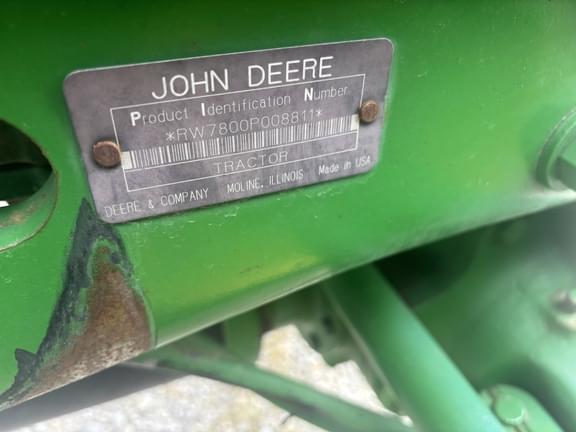 JOHN DEERE
Product Identification Number
*RW7800P008811*
TRACTOR
DEERE & COMPANY MOLINE, ILLINOIS Made in USA